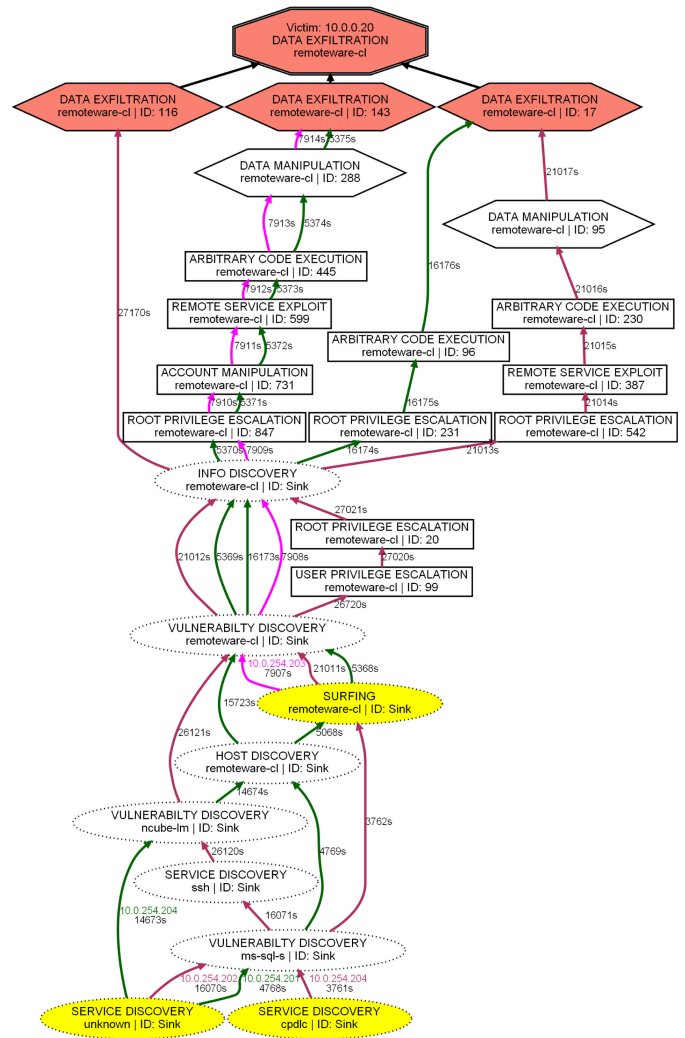 Victim: 10.0.0.20
DATA EXFILTRATION
remoteware-cl
DATA EXFILTRATION
remoteware-cl | ID: 116
DATA EXFILTRATION
remoteware-cl | ID: 143
DATA EXFILTRATION
remoteware-cl | ID: 17
7914s
5375s
DATA MANIPULATION
remoteware-cl | ID: 288
21017s
DATA MANIPULATION
remoteware-cl | ID: 95
7913s
5374s
ARBITRARY CODE EXECUTION
remoteware-cl | ID: 445
16176s
7912s
5373s
21016s
REMOTE SERVICE EXPLOIT
remoteware-cl | ID: 599
ARBITRARY CODE EXECUTION
remoteware-cl | ID: 230
27170s
7911s
5372s
ARBITRARY CODE EXECUTION
remoteware-cl | ID: 96
21015s
ACCOUNT MANIPULATION
remoteware-cl | ID: 731
REMOTE SERVICE EXPLOIT
remoteware-cl | ID: 387
7910s
5371s
16175s
21014s
ROOT PRIVILEGE ESCALATION
remoteware-cl | ID: 847
ROOT PRIVILEGE ESCALATION
remoteware-cl | ID: 231
ROOT PRIVILEGE ESCALATION
remoteware-cl | ID: 542
5370s
7909s
16174s
21013s
INFO DISCOVERY
remoteware-cl | ID: Sink
27021s
ROOT PRIVILEGE ESCALATION
remoteware-cl | ID: 20
21012s
5369s
16173s
7908s
27020s
USER PRIVILEGE ESCALATION
remoteware-cl | ID: 99
26720s
VULNERABILTY DISCOVERY
remoteware-cl | ID: Sink
10.0.254.203
7907s
21011s
5368s
SURFING
remoteware-cl | ID: Sink
15723s
26121s
5068s
HOST DISCOVERY
remoteware-cl | ID: Sink
14674s
VULNERABILTY DISCOVERY
ncube-lm | ID: Sink
3762s
26120s
4769s
SERVICE DISCOVERY
ssh | ID: Sink
10.0.254.204
14673s
16071s
VULNERABILTY DISCOVERY
ms-sql-s | ID: Sink
10.0.254.202
16070s
10.0.254.201
4768s
10.0.254.204
3761s
SERVICE DISCOVERY
unknown | ID: Sink
SERVICE DISCOVERY
cpdlc | ID: Sink